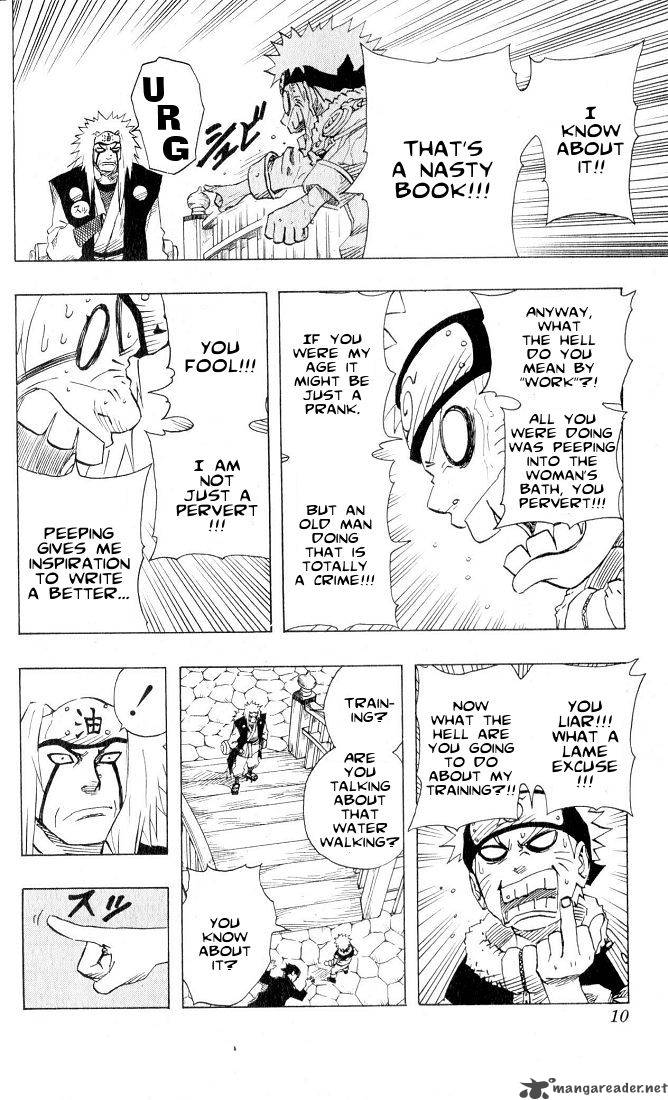 I
KNOW
ABOUT
IT!!
THAT'S
A NASTY
BOOK!!!
URG
シュビ
ANYWAY,
WHAT
THE HELL
DO YOU
MEAN BY
"WORK"?!
ALL YOU
WERE DOING
WAS PEEPING
INTO THE
WOMAN'S
BATH, YOU
PERVERT!!!
IF YOU
WERE MY
AGE IT
MIGHT BE
JUST A
PRANK.
BUT AN
OLD MAN
DOING
THAT IS
TOTALLY
A CRIME!!!
YOU
FOOL!!!
I AM
NOT
JUST A
PERVERT
!!!
PEEPING
GIVES ME
INSPIRATION
TO WRITE
A BETTER...
YOU
LIAR!!!
WHAT A
LAME
EXCUSE
!!!
NOW
WHAT THE
HELL ARE
YOU GOING
TO DO
ABOUT MY
TRAINING?!!
TRAIN-
ING?
ARE
YOU
TALKING
ABOUT
THAT
WATER
WALKING?
YOU
KNOW
ABOUT
IT?
!
油
スッ
10
mangareader.net